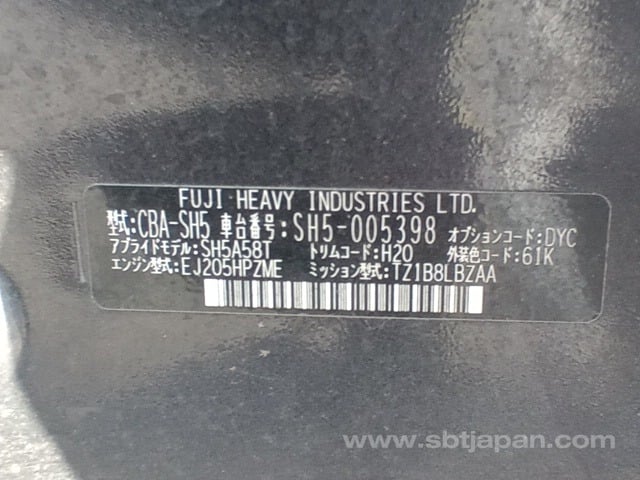 FUJI HEAVY INDUSTRIES LTD.
型式:CBA-SH5 車台番号:SH5-005398 オプションコード:DYC
アプライドモデル:SH5A58T トリムコード:H20 外装色コード:61K
エンジン型式:EJ205HPZME ミッション型式:TZ1B8LBZAA
www.sbtjapan.com